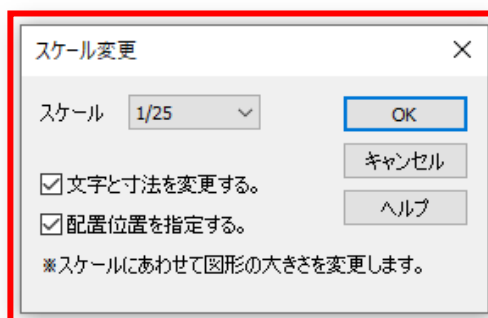 スケール変更
スケール 1/25
OK
キャンセル
ヘルプ
文字と寸法を変更する。
配置位置を指定する。
※スケールにあわせて図形の大きさを変更します。